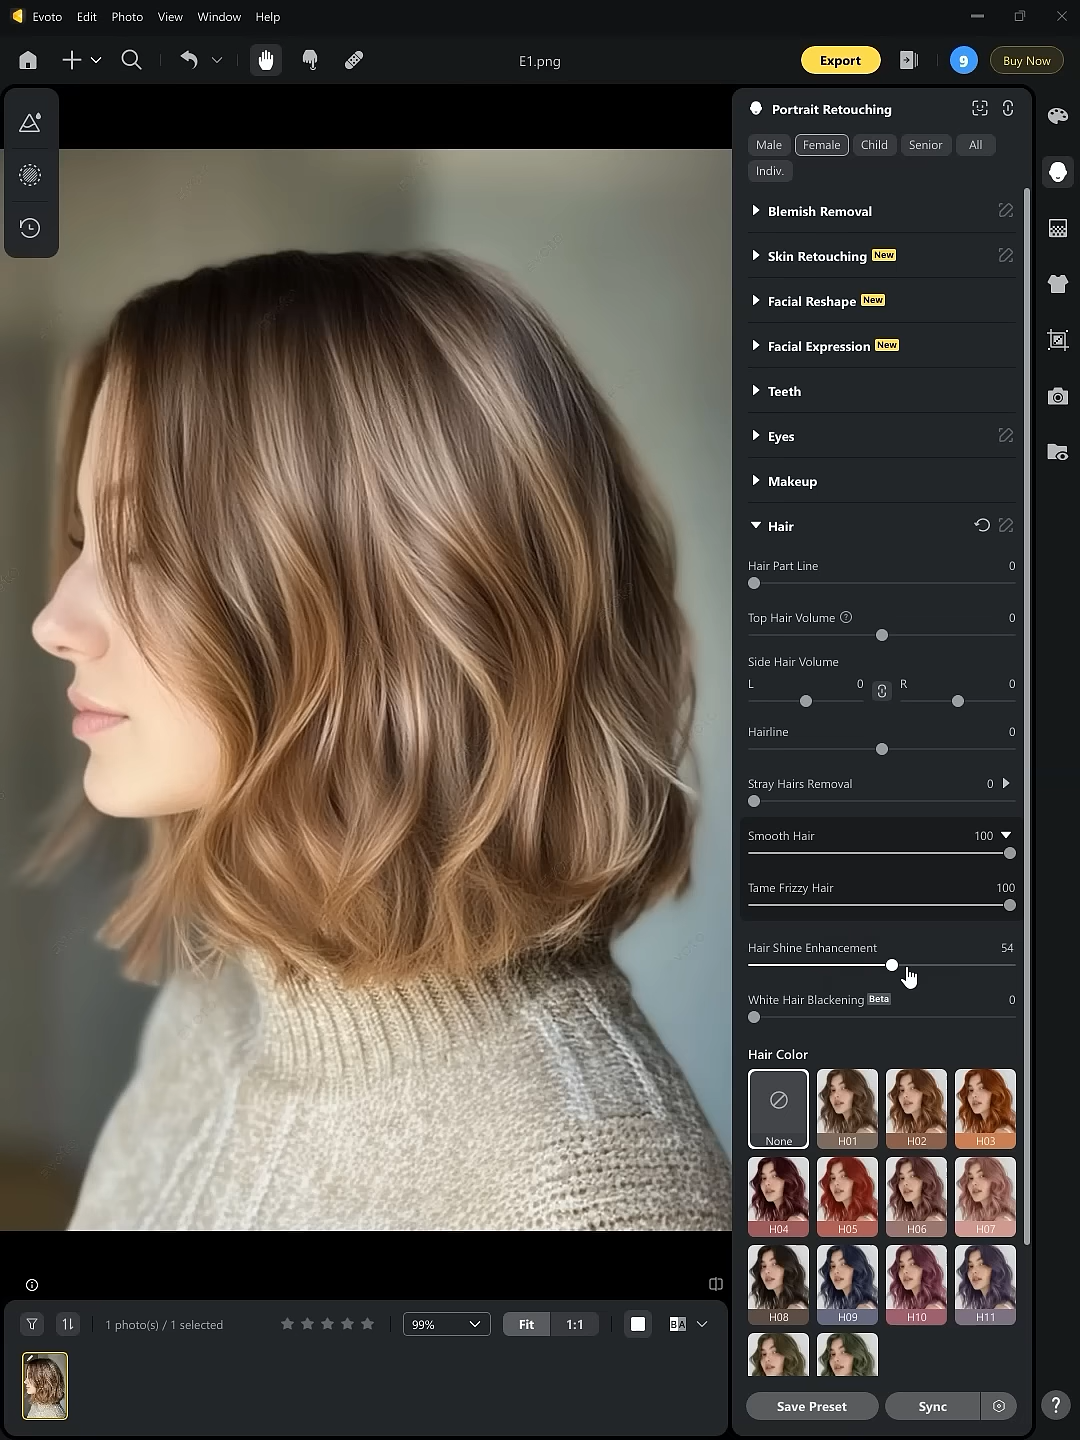 Evoto Edit Photo View Window Help
E1.png
Export
9
Buy Now
Portrait Retouching
Male Female Child Senior All
Indiv.
Blemish Removal
Skin Retouching New
Facial Reshape New
Facial Expression New
Teeth
Eyes
Makeup
Hair
Hair Part Line 0
Top Hair Volume ? 0
Side Hair Volume
L 0 R 0
Hairline 0
Stray Hairs Removal 0
Smooth Hair 100
Tame Frizzy Hair 100
Hair Shine Enhancement 54
White Hair Blackening Beta 0
Hair Color
None H01 H02 H03
H04 H05 H06 H07
H08 H09 H10 H11
1 photo(s) / 1 selected
99%
Fit 1:1
BA
Save Preset Sync
?